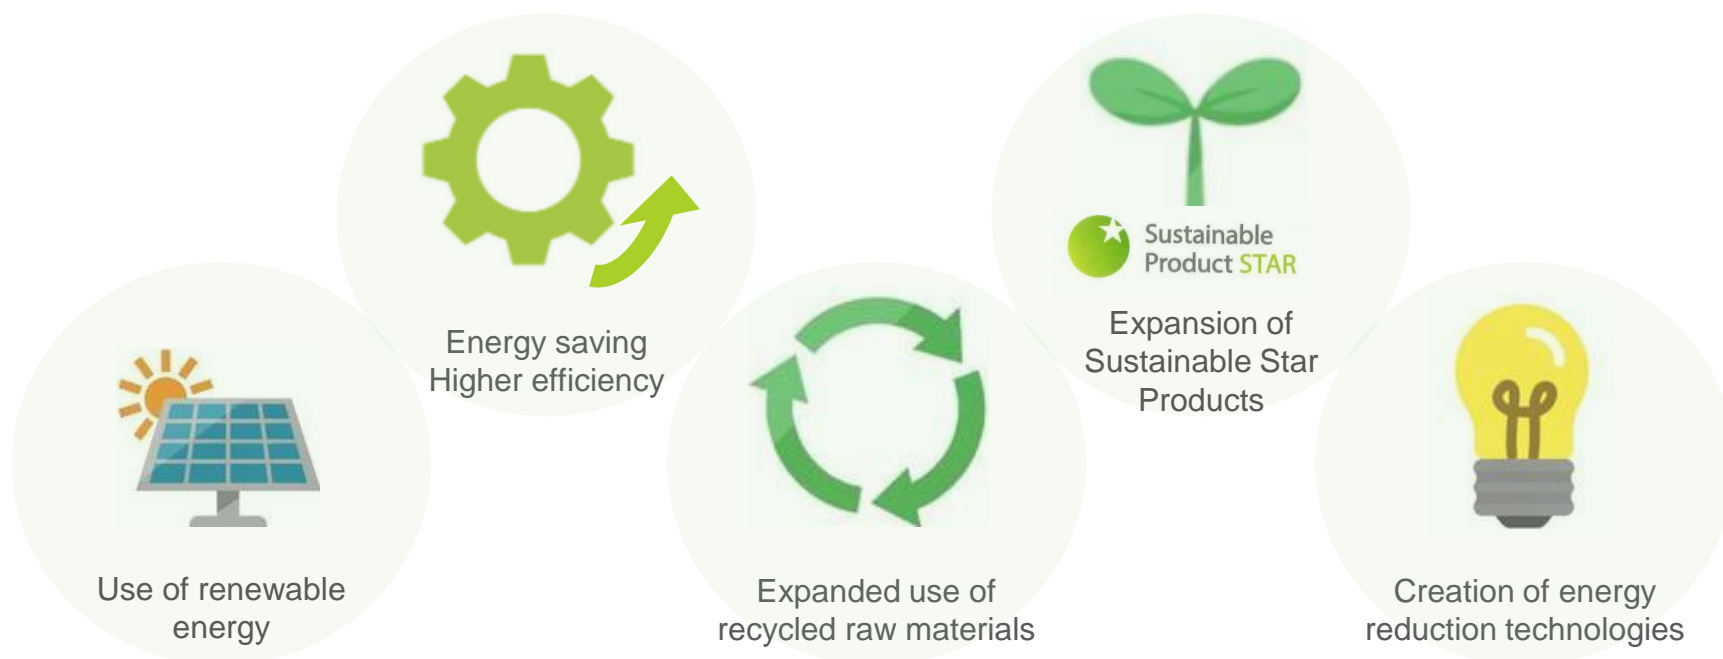 Use of renewable
energy
Energy saving
Higher efficiency
Expanded use of
recycled raw materials
Sustainable
Product STAR
Expansion of
Sustainable Star
Products
Creation of energy
reduction technologies